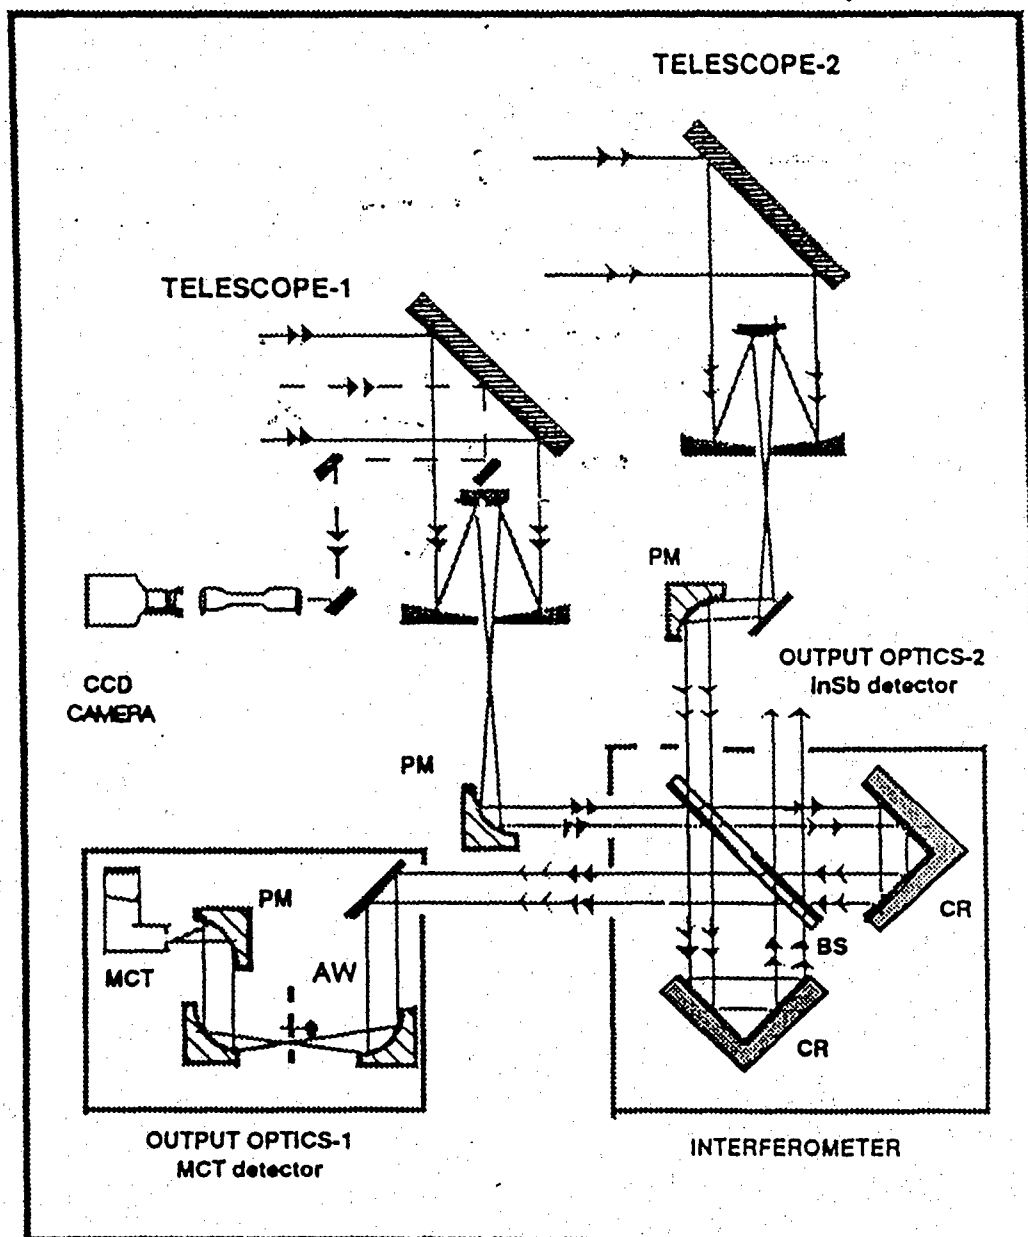 TELESCOPE-2
TELESCOPE-1
PM
OUTPUT OPTICS-2
InSb detector
CCD
CAMERA
PM
PM
CR
MCT
AW
BS
CR
OUTPUT OPTICS-1
MCT detector
INTERFEROMETER